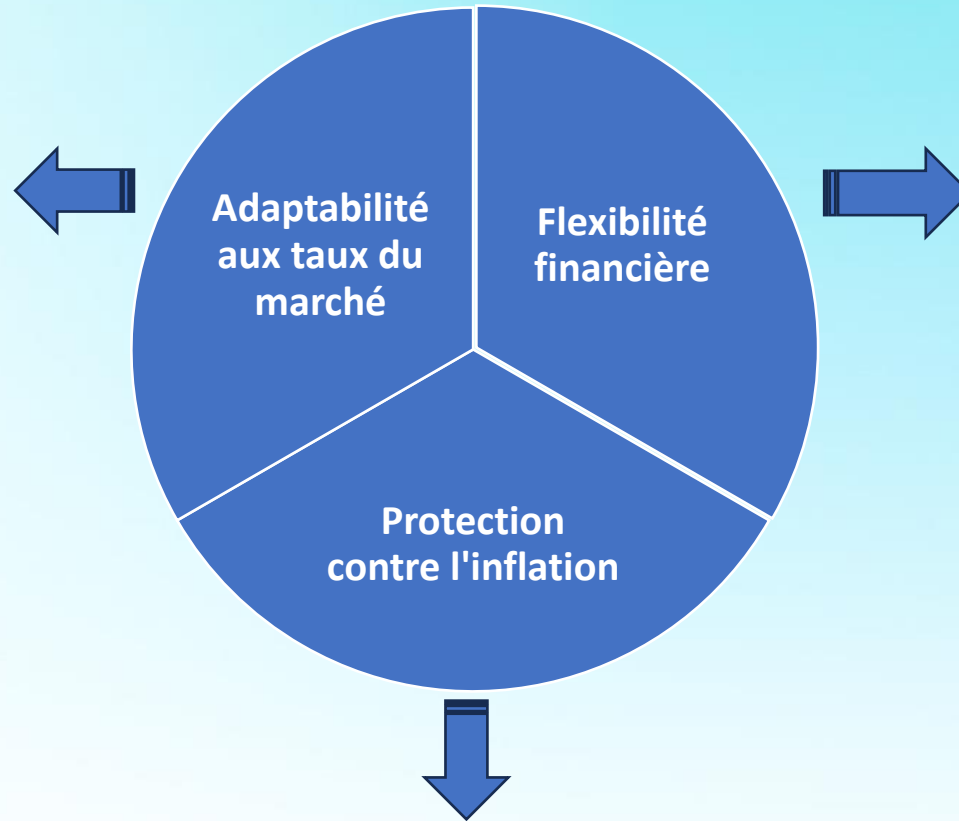 Adaptabilité
aux taux du
marché
Flexibilité
financière
Protection
contre l'inflation